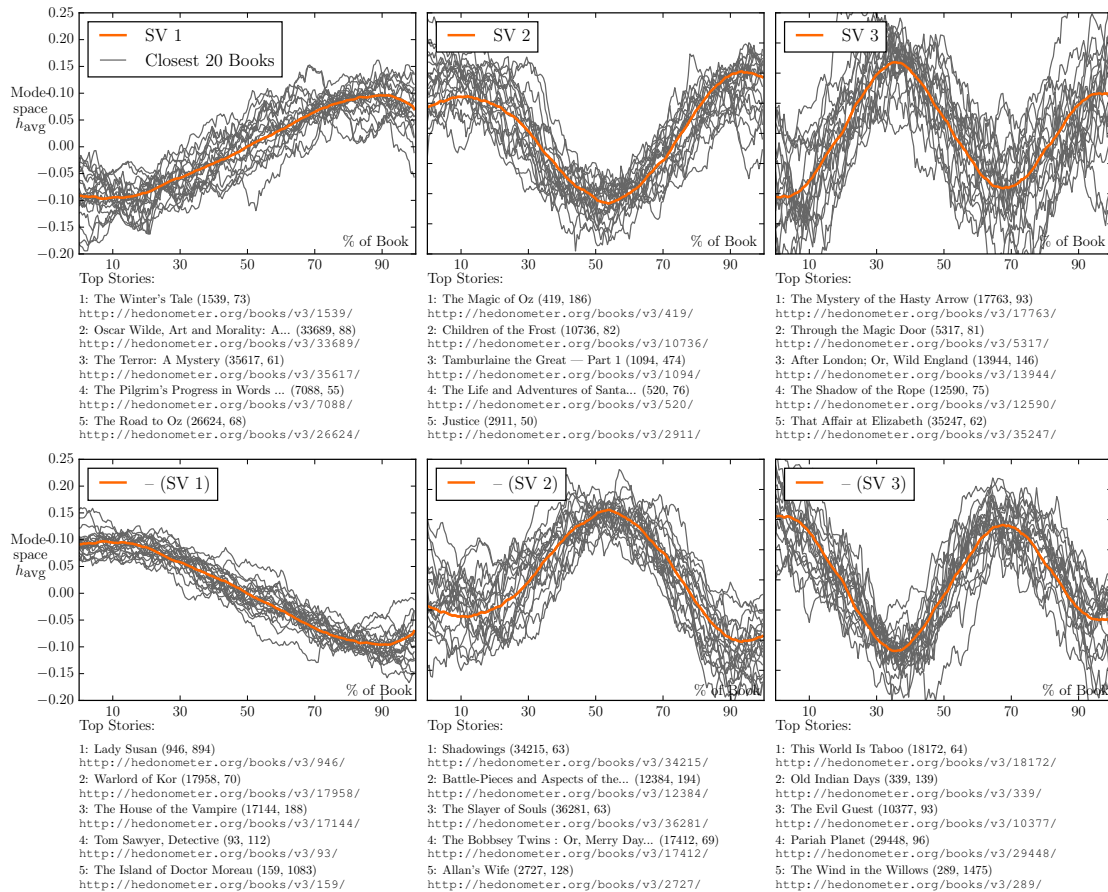 0.25
0.20
0.15
0.10
0.05
0.00
−0.05
−0.10
−0.15
−0.20
Mode-
space
havg
SV 1
Closest 20 Books
% of Book
10 30 50 70 90
Top Stories:
1: The Winter's Tale (1539, 73)
http://hedonometer.org/books/v3/1539/
2: Oscar Wilde, Art and Morality: A... (33689, 88)
http://hedonometer.org/books/v3/33689/
3: The Terror: A Mystery (35617, 61)
http://hedonometer.org/books/v3/35617/
4: The Pilgrim's Progress in Words ... (7088, 55)
http://hedonometer.org/books/v3/7088/
5: The Road to Oz (26624, 68)
http://hedonometer.org/books/v3/26624/
SV 2
% of Book
10 30 50 70 90
Top Stories:
1: The Magic of Oz (419, 186)
http://hedonometer.org/books/v3/419/
2: Children of the Frost (10736, 82)
http://hedonometer.org/books/v3/10736/
3: Tamburlaine the Great — Part 1 (1094, 474)
http://hedonometer.org/books/v3/1094/
4: The Life and Adventures of Santa... (520, 76)
http://hedonometer.org/books/v3/520/
5: Justice (2911, 50)
http://hedonometer.org/books/v3/2911/
SV 3
% of Book
10 30 50 70 90
Top Stories:
1: The Mystery of the Hasty Arrow (17763, 93)
http://hedonometer.org/books/v3/17763/
2: Through the Magic Door (5317, 81)
http://hedonometer.org/books/v3/5317/
3: After London; Or, Wild England (13944, 146)
http://hedonometer.org/books/v3/13944/
4: The Shadow of the Rope (12590, 75)
http://hedonometer.org/books/v3/12590/
5: That Affair at Elizabeth (35247, 62)
http://hedonometer.org/books/v3/35247/
0.25
0.20
0.15
0.10
0.05
0.00
−0.05
−0.10
−0.15
−0.20
Mode-
space
havg
– (SV 1)
% of Book
10 30 50 70 90
Top Stories:
1: Lady Susan (946, 894)
http://hedonometer.org/books/v3/946/
2: Warlord of Kor (17958, 70)
http://hedonometer.org/books/v3/17958/
3: The House of the Vampire (17144, 188)
http://hedonometer.org/books/v3/17144/
4: Tom Sawyer, Detective (93, 112)
http://hedonometer.org/books/v3/93/
5: The Island of Doctor Moreau (159, 1083)
http://hedonometer.org/books/v3/159/
– (SV 2)
% of Book
10 30 50 70 90
Top Stories:
1: Shadowings (34215, 63)
http://hedonometer.org/books/v3/34215/
2: Battle-Pieces and Aspects of the... (12384, 194)
http://hedonometer.org/books/v3/12384/
3: The Slayer of Souls (36281, 63)
http://hedonometer.org/books/v3/36281/
4: The Bobbsey Twins : Or, Merry Day... (17412, 69)
http://hedonometer.org/books/v3/17412/
5: Allan's Wife (2727, 128)
http://hedonometer.org/books/v3/2727/
– (SV 3)
% of Book
10 30 50 70 90
Top Stories:
1: This World Is Taboo (18172, 64)
http://hedonometer.org/books/v3/18172/
2: Old Indian Days (339, 139)
http://hedonometer.org/books/v3/339/
3: The Evil Guest (10377, 93)
http://hedonometer.org/books/v3/10377/
4: Pariah Planet (29448, 96)
http://hedonometer.org/books/v3/29448/
5: The Wind in the Willows (289, 1475)
http://hedonometer.org/books/v3/289/